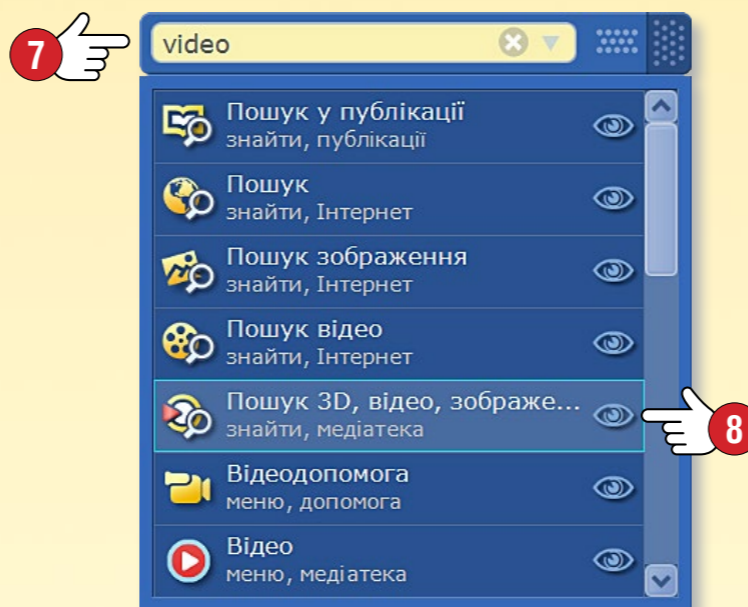 7
video
Пошук у публікації
знайти, публікації
Пошук
знайти, Інтернет
Пошук зображення
знайти, Інтернет
Пошук відео
знайти, Інтернет
Пошук 3D, відео, зображе...
знайти, медіатека
8
Відеодопомога
меню, допомога
Відео
меню, медіатека